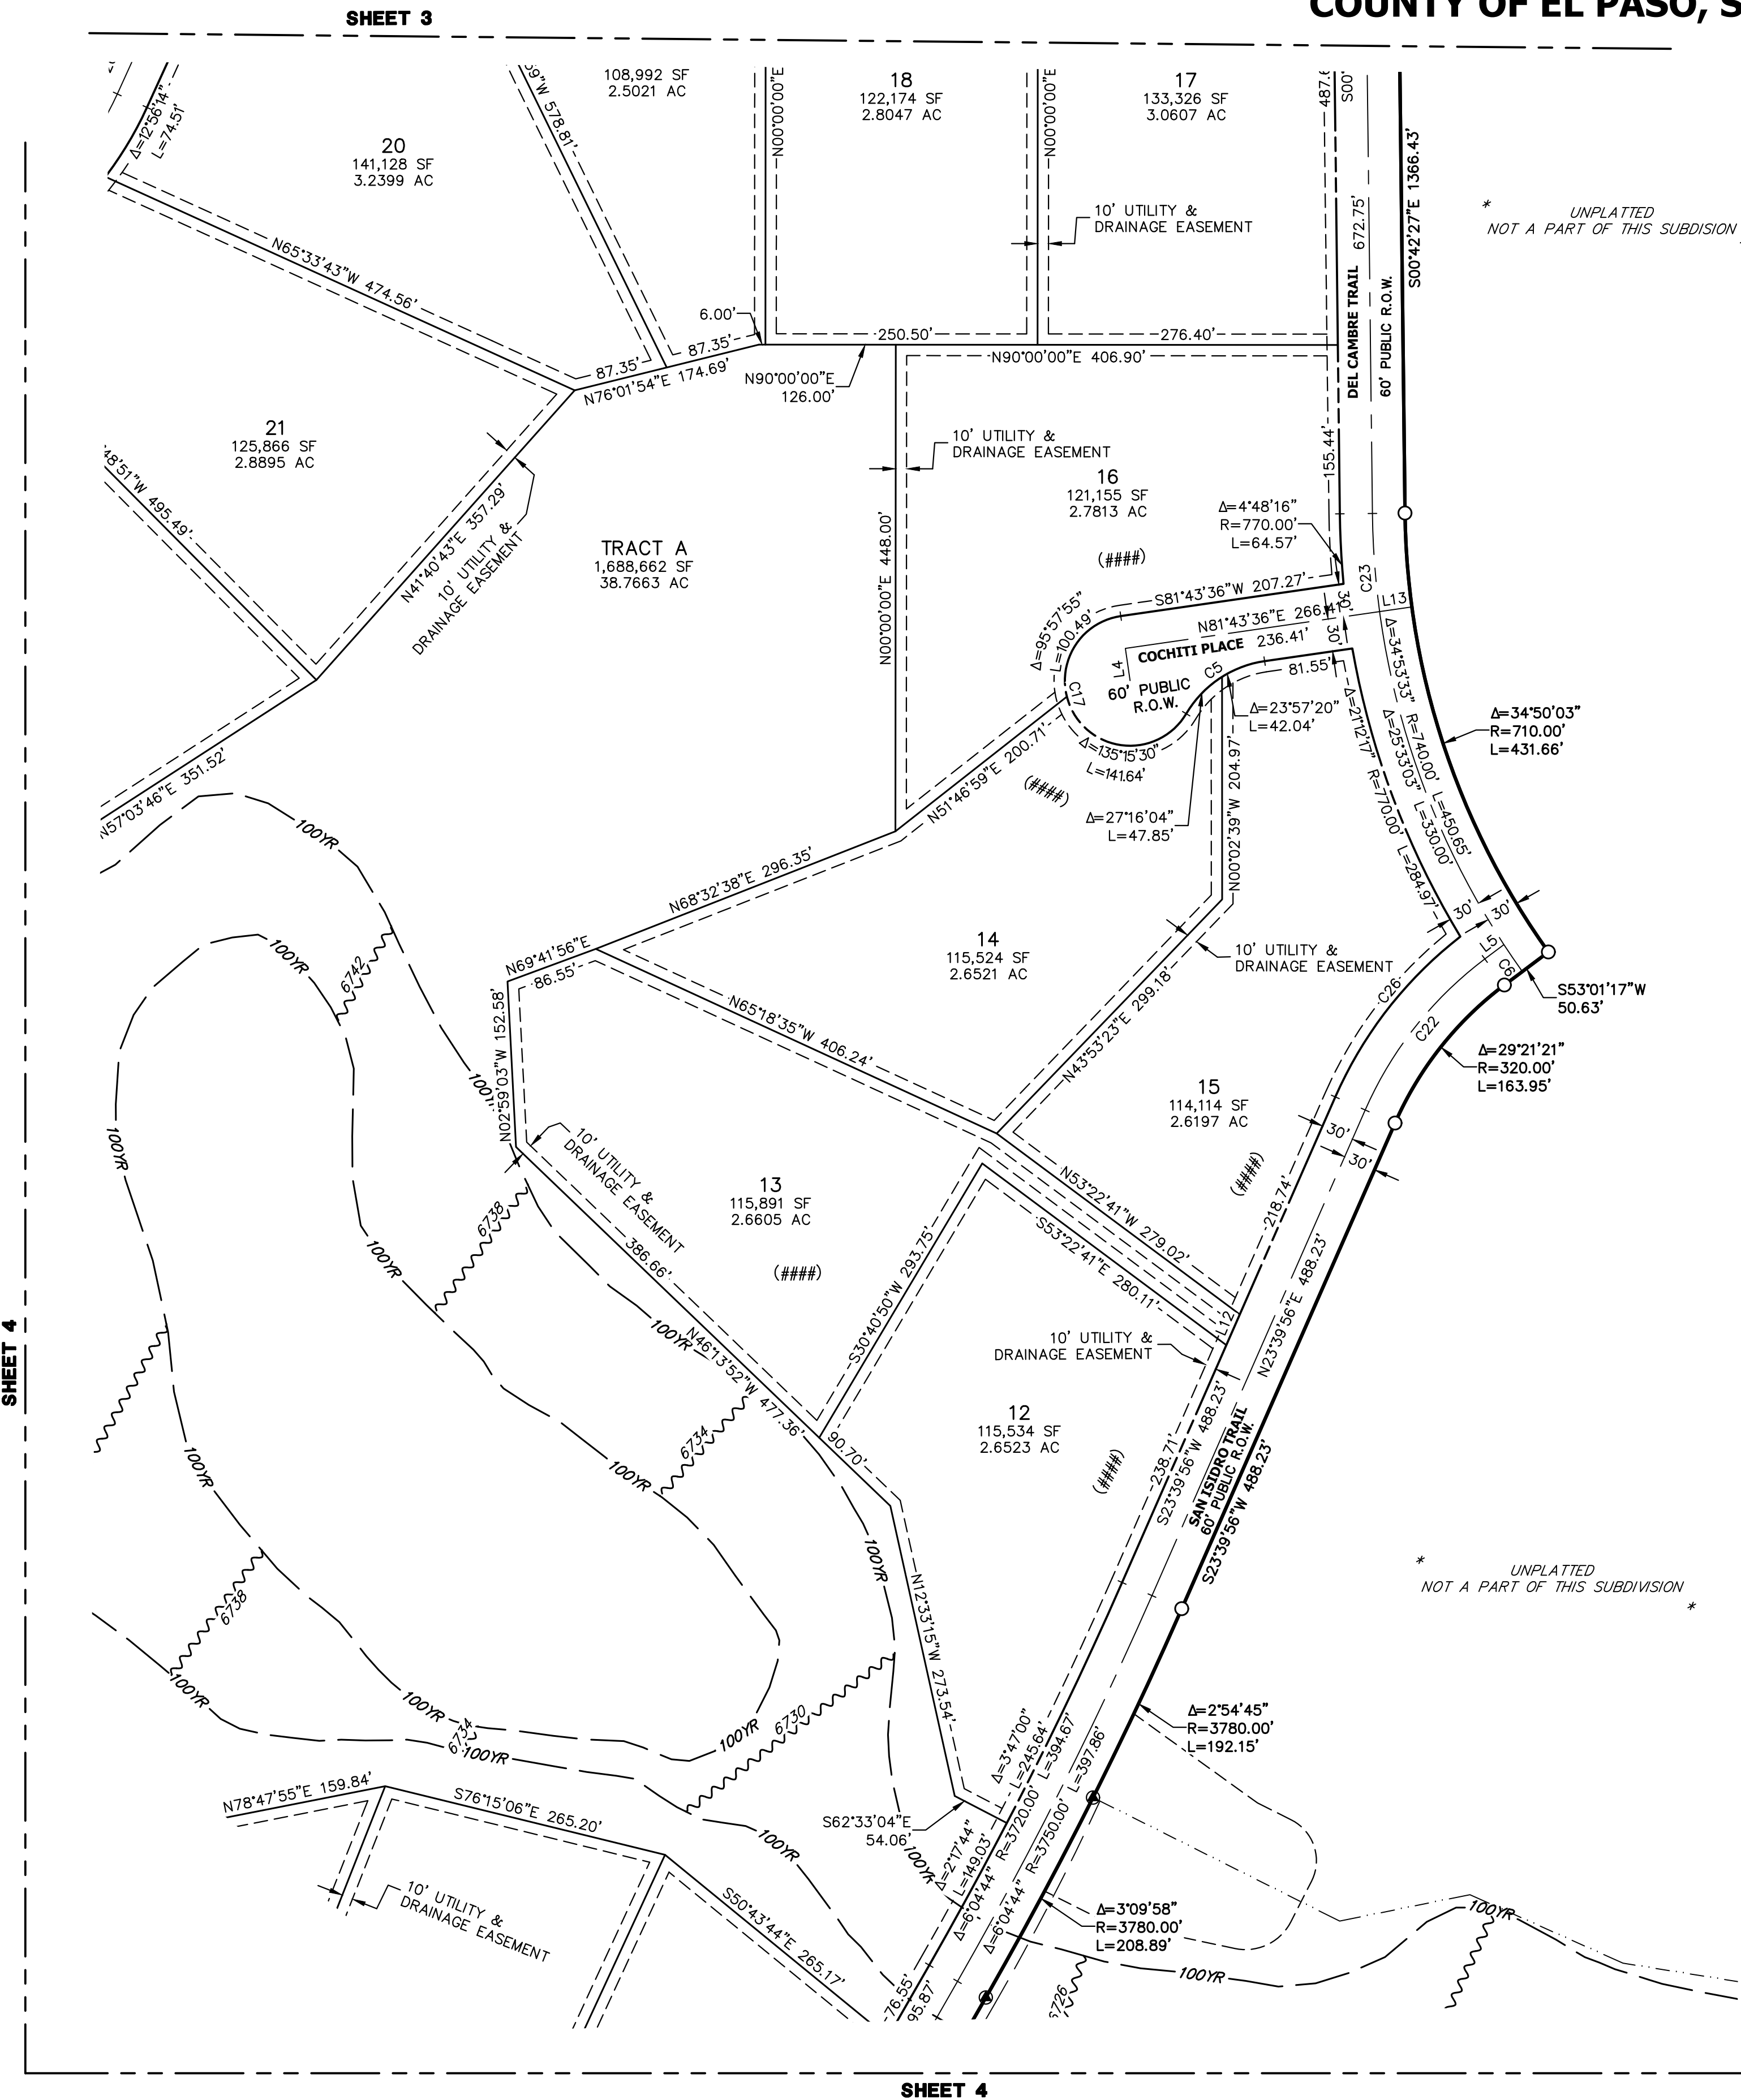 COUNTY OF EL PASO, S
SHEET 3
Δ=12°56'14"
L=74.51'
20
141,128 SF
3.2399 AC
59"W 578.81'
108,992 SF
2.5021 AC
N00°00'00"E
18
122,174 SF
2.8047 AC
N00°00'00"E
17
133,326 SF
3.0607 AC
487.6
S00°
DEL CAMBRE TRAIL 672.75'
60' PUBLIC R.O.W.
S00°42'27"E 1366.43'
*
UNPLATTED
NOT A PART OF THIS SUBDISION
10' UTILITY &
DRAINAGE EASEMENT
N65°33'43"W 474.56'
6.00'
87.35'
87.35'
N76°01'54"E 174.69'
250.50'
276.40'
N90°00'00"E 406.90'
N90°00'00"E
126.00'
21
125,866 SF
2.8895 AC
48'51"W 495.49'
N41°40'43"E 357.29'
10' UTILITY &
DRAINAGE EASEMENT
TRACT A
1,688,662 SF
38.7663 AC
N00°00'00"E 448.00'
10' UTILITY &
DRAINAGE EASEMENT
155.44'
16
121,155 SF
2.7813 AC
(####)
Δ=4°48'16"
R=770.00'
L=64.57'
C23
L13
S81°43'36"W 207.27'
30'
N81°43'36"E 266.41'
COCHITI PLACE 236.41'
30'
60' PUBLIC
R.O.W.
L4
C5
81.55'
C17
Δ=95°57'55"
L=100.49'
Δ=135°15'30"
L=141.64'
Δ=23°57'20"
L=42.04'
Δ=27°16'04"
L=47.85'
N51°46'59"E 200.71'
(####)
N00°02'39"W 204.97'
Δ=34°53'33" R=740.00' L=450.65'
Δ=25°33'03" L=330.00'
Δ=21°12'17" R=770.00' L=284.97'
Δ=34°50'03"
R=710.00'
L=431.66'
N57°03'46"E 351.52'
100YR
N68°32'38"E 296.35'
N69°41'56"E
86.55'
14
115,524 SF
2.6521 AC
10' UTILITY &
DRAINAGE EASEMENT
30'
30'
L5
C6
S53°01'17"W
50.63'
C26
C22
Δ=29°21'21"
R=320.00'
L=163.95'
100YR
6742
N02°59'03"W 152.58'
N65°18'35"W 406.24'
N43°53'23"E 299.18'
15
114,114 SF
2.6197 AC
(####)
30'
30'
100YR
10' UTILITY &
DRAINAGE EASEMENT
13
115,891 SF
2.6605 AC
(####)
N53°22'41"W 279.02'
S53°22'41"E 280.11'
218.74'
6738
100YR
386.66'
100YR
N46°13'52"W 477.36'
S30°40'50"W 293.75'
L12
10' UTILITY &
DRAINAGE EASEMENT
N23°39'56"E 488.23'
SHEET 4
12
115,534 SF
2.6523 AC
(####)
90.70'
6734
100YR
100YR
238.71'
S23°39'56"W 488.23'
SAN ISIDRO TRAIL
60' PUBLIC R.O.W.
S23°39'56"W 488.23'
*
UNPLATTED
NOT A PART OF THIS SUBDIVISION
*
100YR
6738
N12°33'15"W 273.54'
100YR
100YR
6734
100YR
100YR
6730
Δ=3°47'00"
L=245.64'
R=3720.00' L=394.67'
R=3750.00' L=397.86'
Δ=2°54'45"
R=3780.00'
L=192.15'
N78°47'55"E 159.84'
S76°15'06"E 265.20'
S62°33'04"E
54.06'
100YR
100YR
Δ=2°17'44"
L=149.03'
Δ=6°04'44"
Δ=6°04'44"
10' UTILITY &
DRAINAGE EASEMENT
S50°43'44"E 265.17'
Δ=3°09'58"
R=3780.00'
L=208.89'
100YR
100YR
76.55'
95.87'
6726
SHEET 4